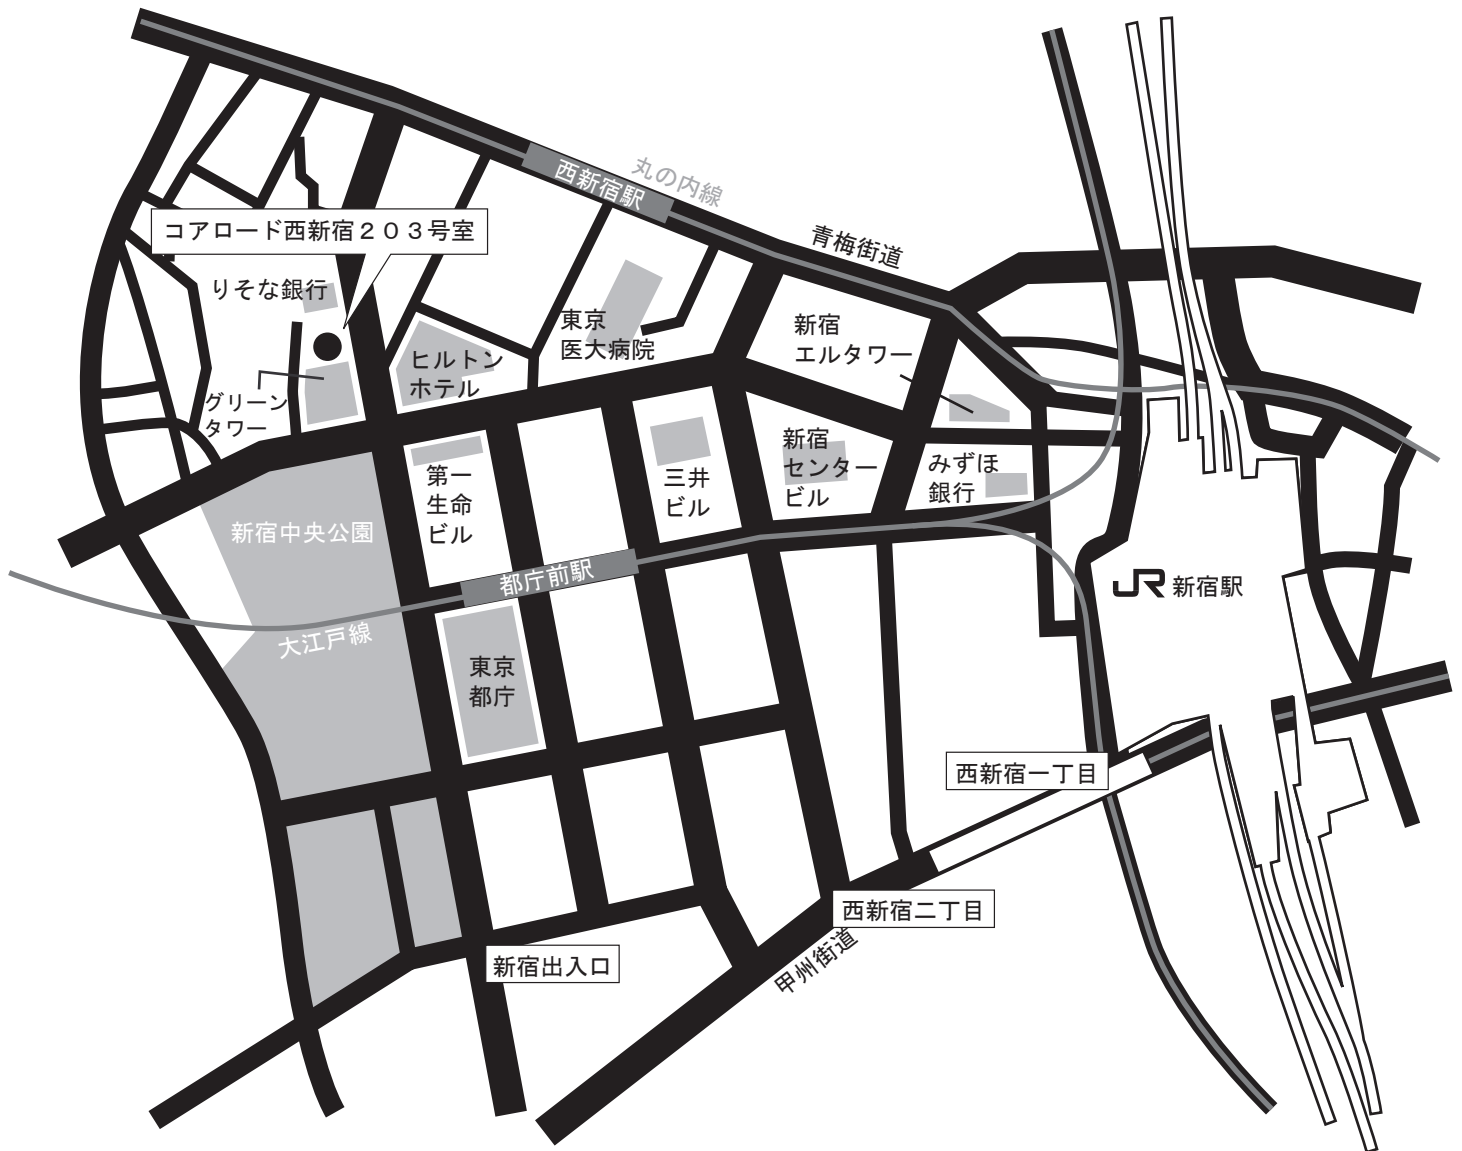 西新宿駅
丸の内線
青梅街道
コアロード西新宿２０３号室
りそな銀行
東京
医大病院
新宿
エルタワー
ヒルトン
ホテル
グリーン
タワー
第一
生命
ビル
三井
ビル
新宿
センター
ビル
みずほ
銀行
新宿中央公園
都庁前駅
JR 新宿駅
大江戸線
東京
都庁
西新宿一丁目
西新宿二丁目
甲州街道
新宿出入口